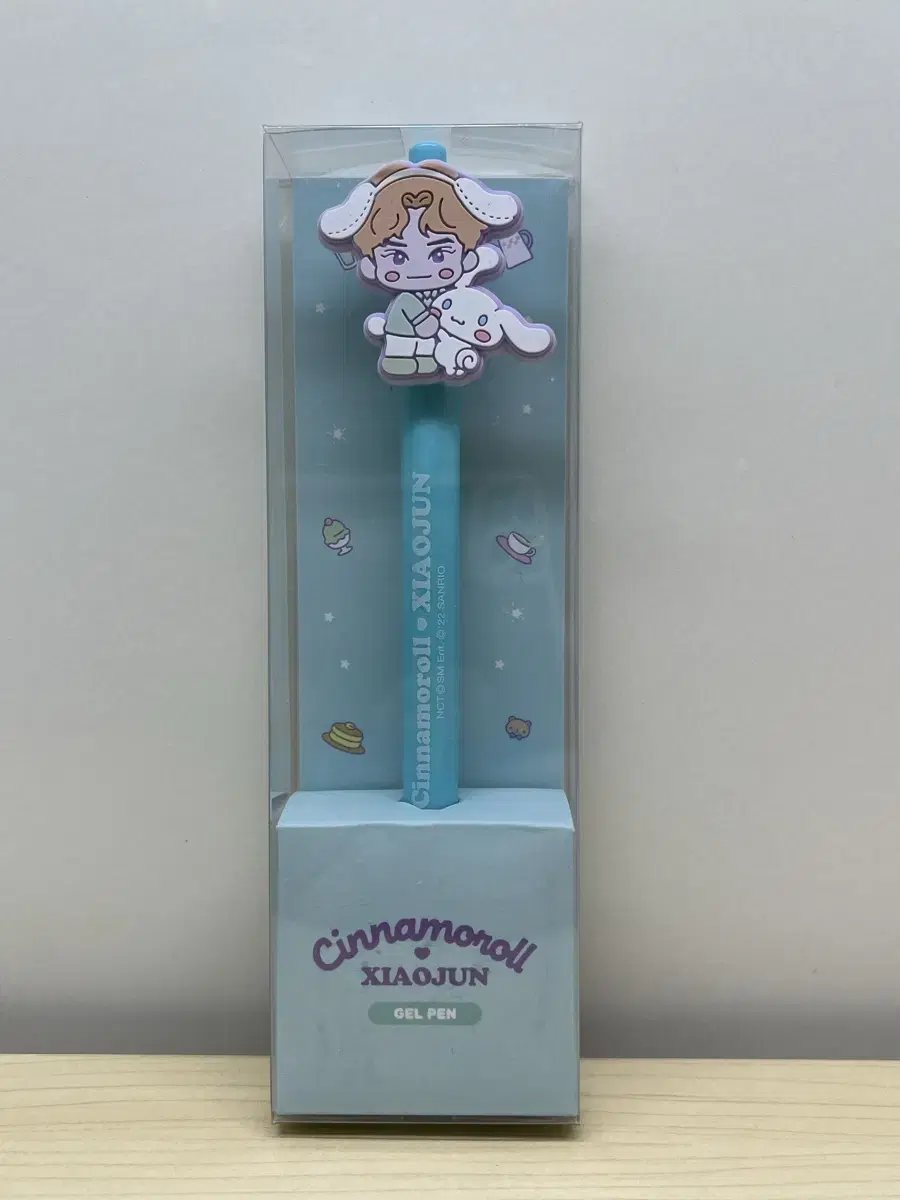 Cinnamoroll ♥ XIAOJUN
NCT © SM Ent. © '22 SANRIO
Cinnamoroll
♥
XIAOJUN
GEL PEN